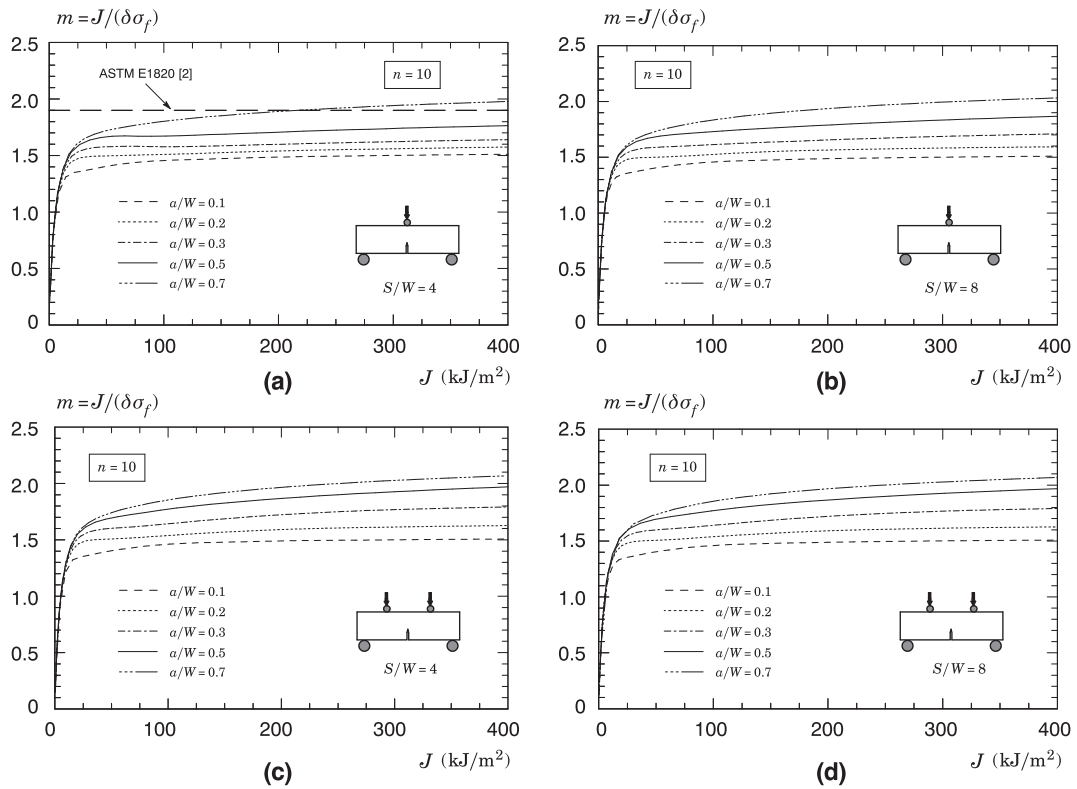 m = J/(δσf)
2.5
2.0
1.5
1.0
0.5
0
ASTM E1820 [2]
n = 10
a/W = 0.1
a/W = 0.2
a/W = 0.3
a/W = 0.5
a/W = 0.7
S/W = 4
0 100 200 300 400
(a)
J (kJ/m²)
m = J/(δσf)
2.5
2.0
1.5
1.0
0.5
0
n = 10
a/W = 0.1
a/W = 0.2
a/W = 0.3
a/W = 0.5
a/W = 0.7
S/W = 8
0 100 200 300 400
(b)
J (kJ/m²)
m = J/(δσf)
2.5
2.0
1.5
1.0
0.5
0
n = 10
a/W = 0.1
a/W = 0.2
a/W = 0.3
a/W = 0.5
a/W = 0.7
S/W = 4
0 100 200 300 400
(c)
J (kJ/m²)
m = J/(δσf)
2.5
2.0
1.5
1.0
0.5
0
n = 10
a/W = 0.1
a/W = 0.2
a/W = 0.3
a/W = 0.5
a/W = 0.7
S/W = 8
0 100 200 300 400
(d)
J (kJ/m²)